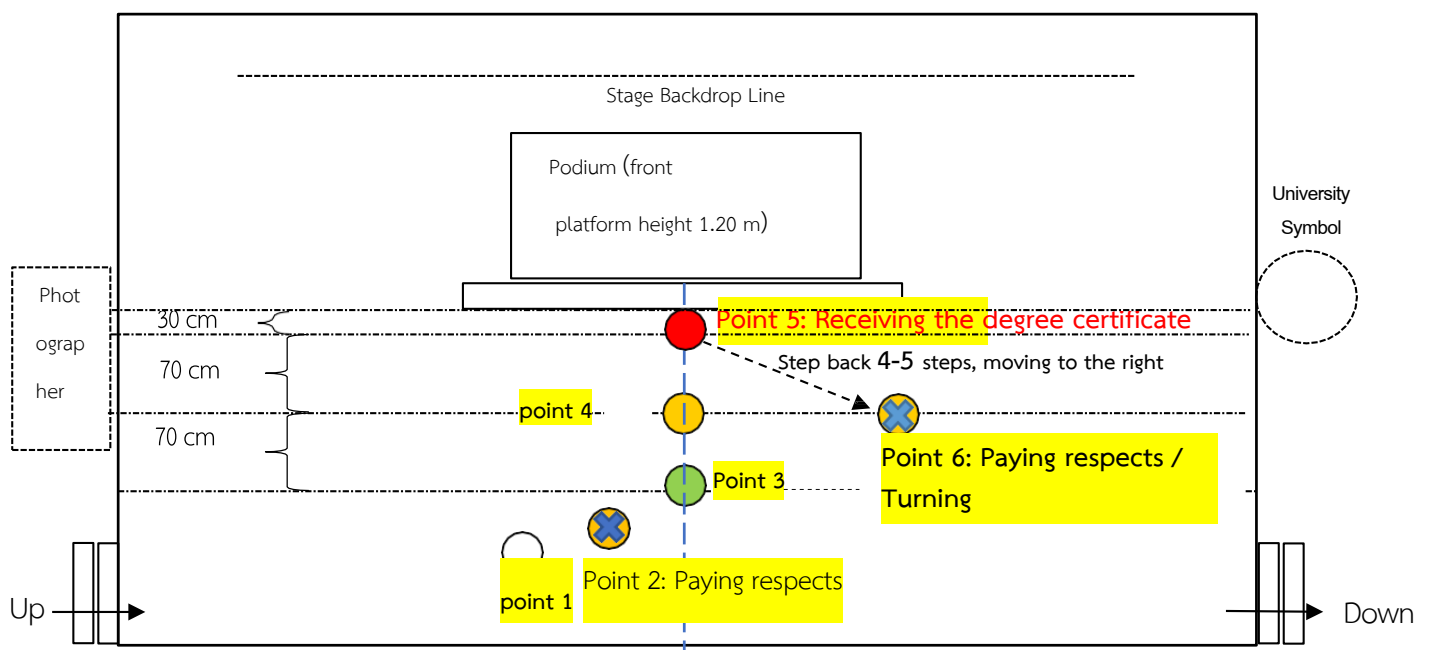 Stage Backdrop Line
Podium (front
platform height 1.20 m)
University
Symbol
Phot
ograp
her
30 cm
Point 5: Receiving the degree certificate
Step back 4-5 steps, moving to the right
70 cm
point 4
70 cm
Point 6: Paying respects /
Turning
Point 3
Point 2: Paying respects
point 1
Up
Down